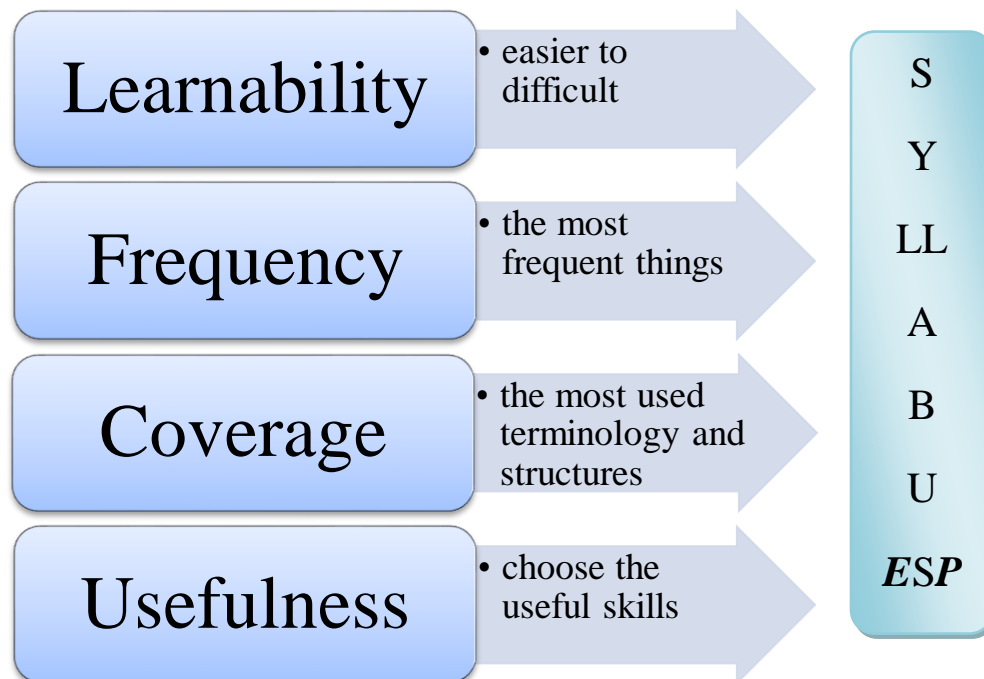 Learnability
• easier to
difficult
Frequency
• the most
frequent things
Coverage
• the most used
terminology and
structures
Usefulness
• choose the
useful skills
S
Y
LL
A
B
U
ESP